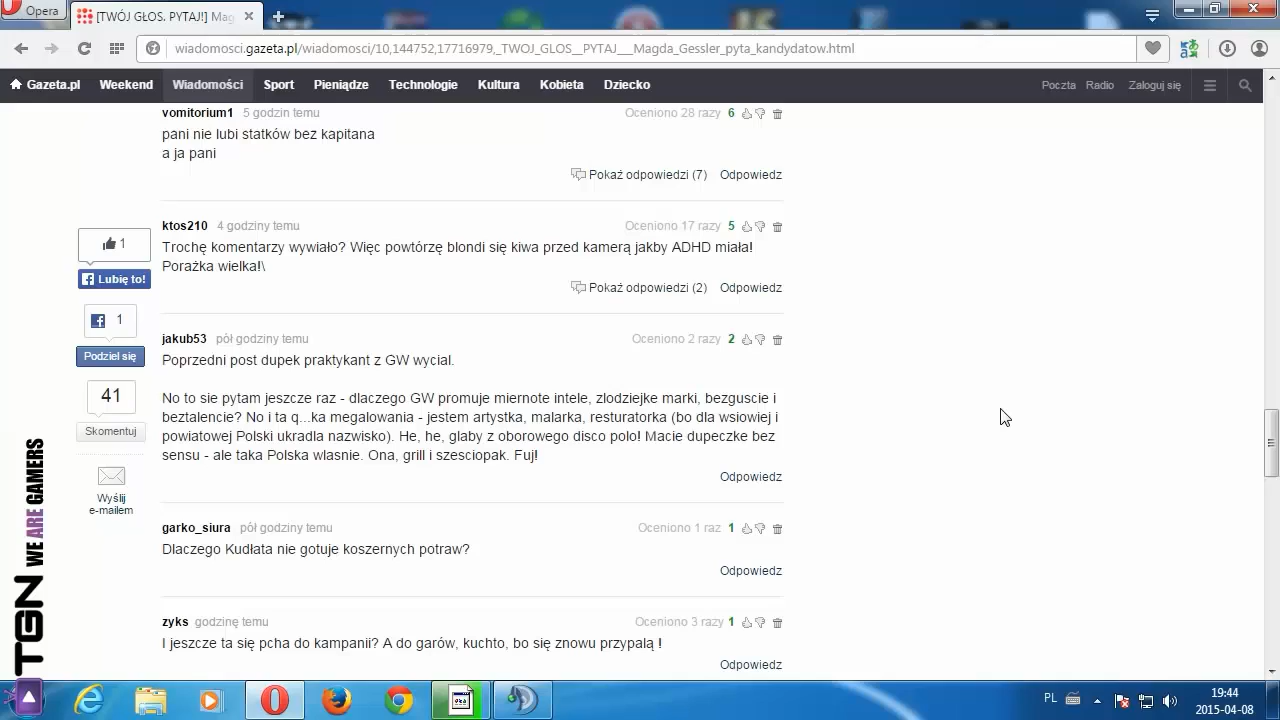 Opera
[TWÓJ GŁOS. PYTAJ!] Mag
wiadomosci.gazeta.pl/wiadomosci/10,144752,17716979,_TWOJ_GLOS__PYTAJ___Magda_Gessler_pyta_kandydatow.html
Gazeta.pl Weekend Wiadomości Sport Pieniądze Technologie Kultura Kobieta Dziecko Poczta Radio Zaloguj się
vomitorium1 5 godzin temu Oceniono 28 razy 6
pani nie lubi statków bez kapitana
a ja pani
Pokaż odpowiedzi (7) Odpowiedz
ktos210 4 godziny temu Oceniono 17 razy 5
Trochę komentarzy wywiało? Więc powtórzę blondi się kiwa przed kamerą jakby ADHD miała!
Porażka wielka!\
Pokaż odpowiedzi (2) Odpowiedz
jakub53 pół godziny temu Oceniono 2 razy 2
Poprzedni post dupek praktykant z GW wycial.
No to sie pytam jeszcze raz - dlaczego GW promuje miernote intele, zlodziejke marki, bezguscie i
beztalencie? No i ta q...ka megalowania - jestem artystka, malarka, resturatorka (bo dla wsiowiej i
powiatowej Polski ukradla nazwisko). He, he, glaby z oborowego disco polo! Macie dupeczke bez
sensu - ale taka Polska wlasnie. Ona, grill i szesciopak. Fuj!
Odpowiedz
garko_siura pół godziny temu Oceniono 1 raz 1
Dlaczego Kudłata nie gotuje koszernych potraw?
Odpowiedz
zyks godzinę temu Oceniono 3 razy 1
I jeszcze ta się pcha do kampanii? A do garów, kuchto, bo się znowu przypalą !
Odpowiedz
1
Lubię to!
1
Podziel się
41
Skomentuj
Wyślij
e-mailem
TGN WE ARE GAMERS
PL
19:44
2015-04-08